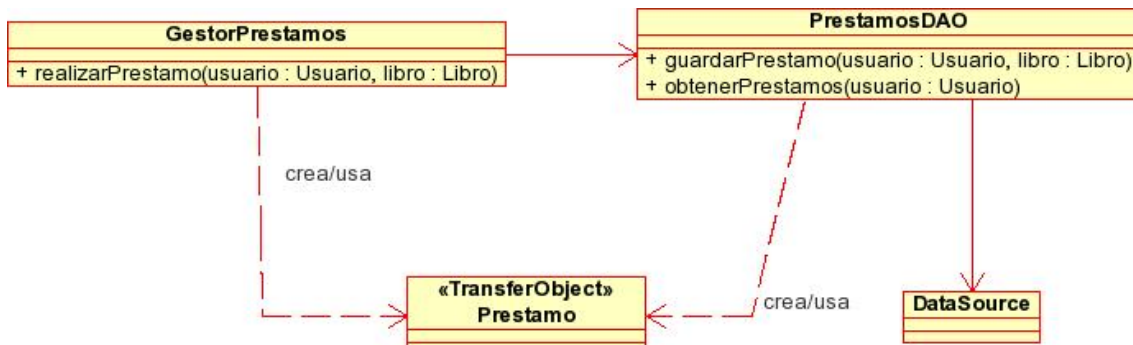 GestorPrestamos
+ realizarPrestamo(usuario : Usuario, libro : Libro)
PrestamosDAO
+ guardarPrestamo(usuario : Usuario, libro : Libro)
+ obtenerPrestamos(usuario : Usuario)
crea/usa
crea/usa
«TransferObject»
Prestamo
DataSource